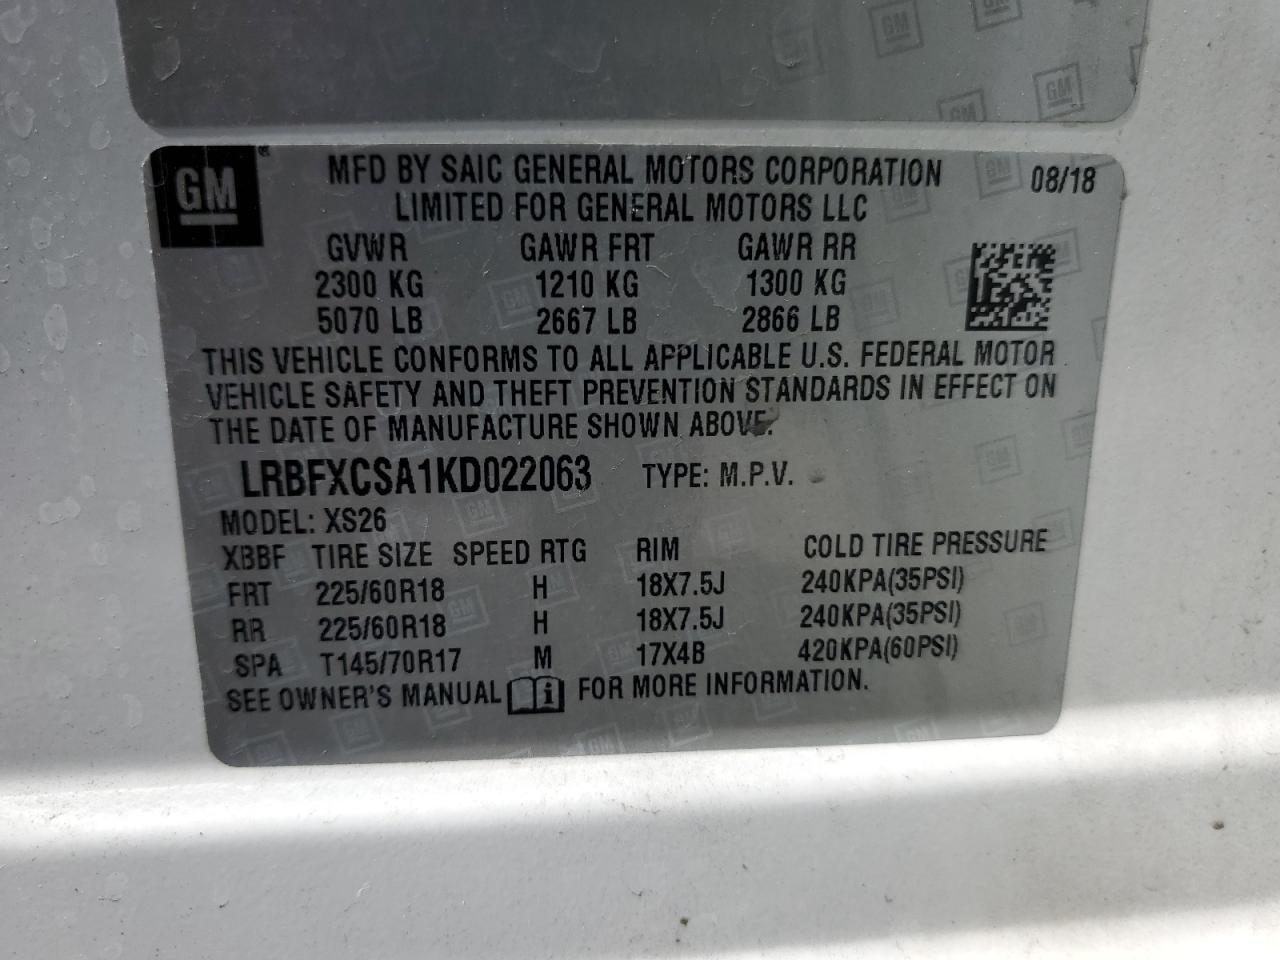 GM
MFD BY SAIC GENERAL MOTORS CORPORATION 08/18
LIMITED FOR GENERAL MOTORS LLC
GVWR GAWR FRT GAWR RR
2300 KG 1210 KG 1300 KG
5070 LB 2667 LB 2866 LB
THIS VEHICLE CONFORMS TO ALL APPLICABLE U.S. FEDERAL MOTOR
VEHICLE SAFETY AND THEFT PREVENTION STANDARDS IN EFFECT ON
THE DATE OF MANUFACTURE SHOWN ABOVE.
LRBFXCSA1KD022063 TYPE: M.P.V.
MODEL: XS26
XBBF TIRE SIZE SPEED RTG RIM COLD TIRE PRESSURE
FRT 225/60R18 H 18X7.5J 240KPA(35PSI)
RR 225/60R18 H 18X7.5J 240KPA(35PSI)
SPA T145/70R17 M 17X4B 420KPA(60PSI)
SEE OWNER'S MANUAL i FOR MORE INFORMATION.